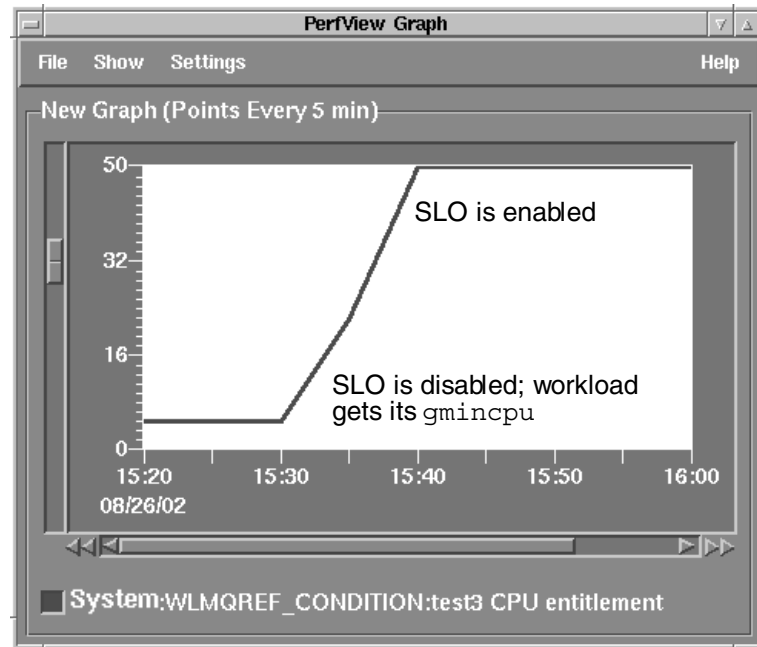 PerfView Graph
File Show Settings Help
New Graph (Points Every 5 min)
50
SLO is enabled
32
16
SLO is disabled; workload
gets its gmincpu
0
15:20 15:30 15:40 15:50 16:00
08/26/02
System:WLMQREF_CONDITION:test3 CPU entitlement